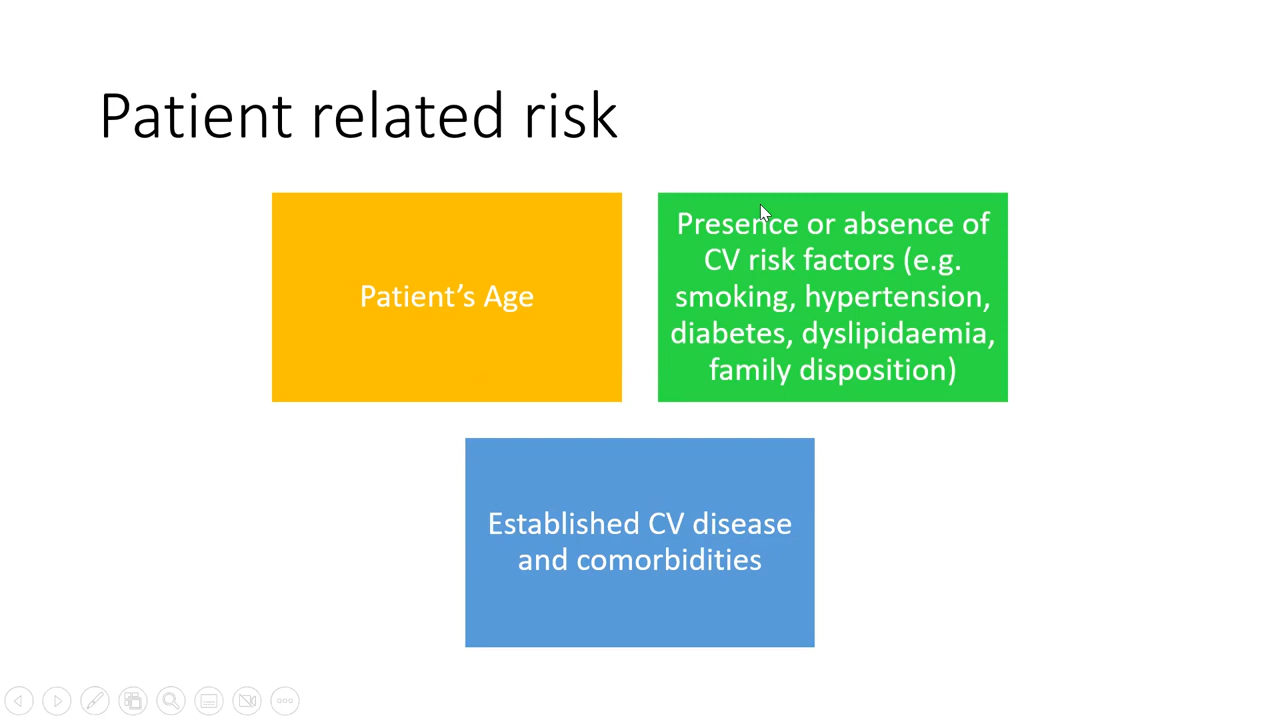 Patient related risk
Patient’s Age
Presence or absence of
CV risk factors (e.g.
smoking, hypertension,
diabetes, dyslipidaemia,
family disposition)
Established CV disease
and comorbidities